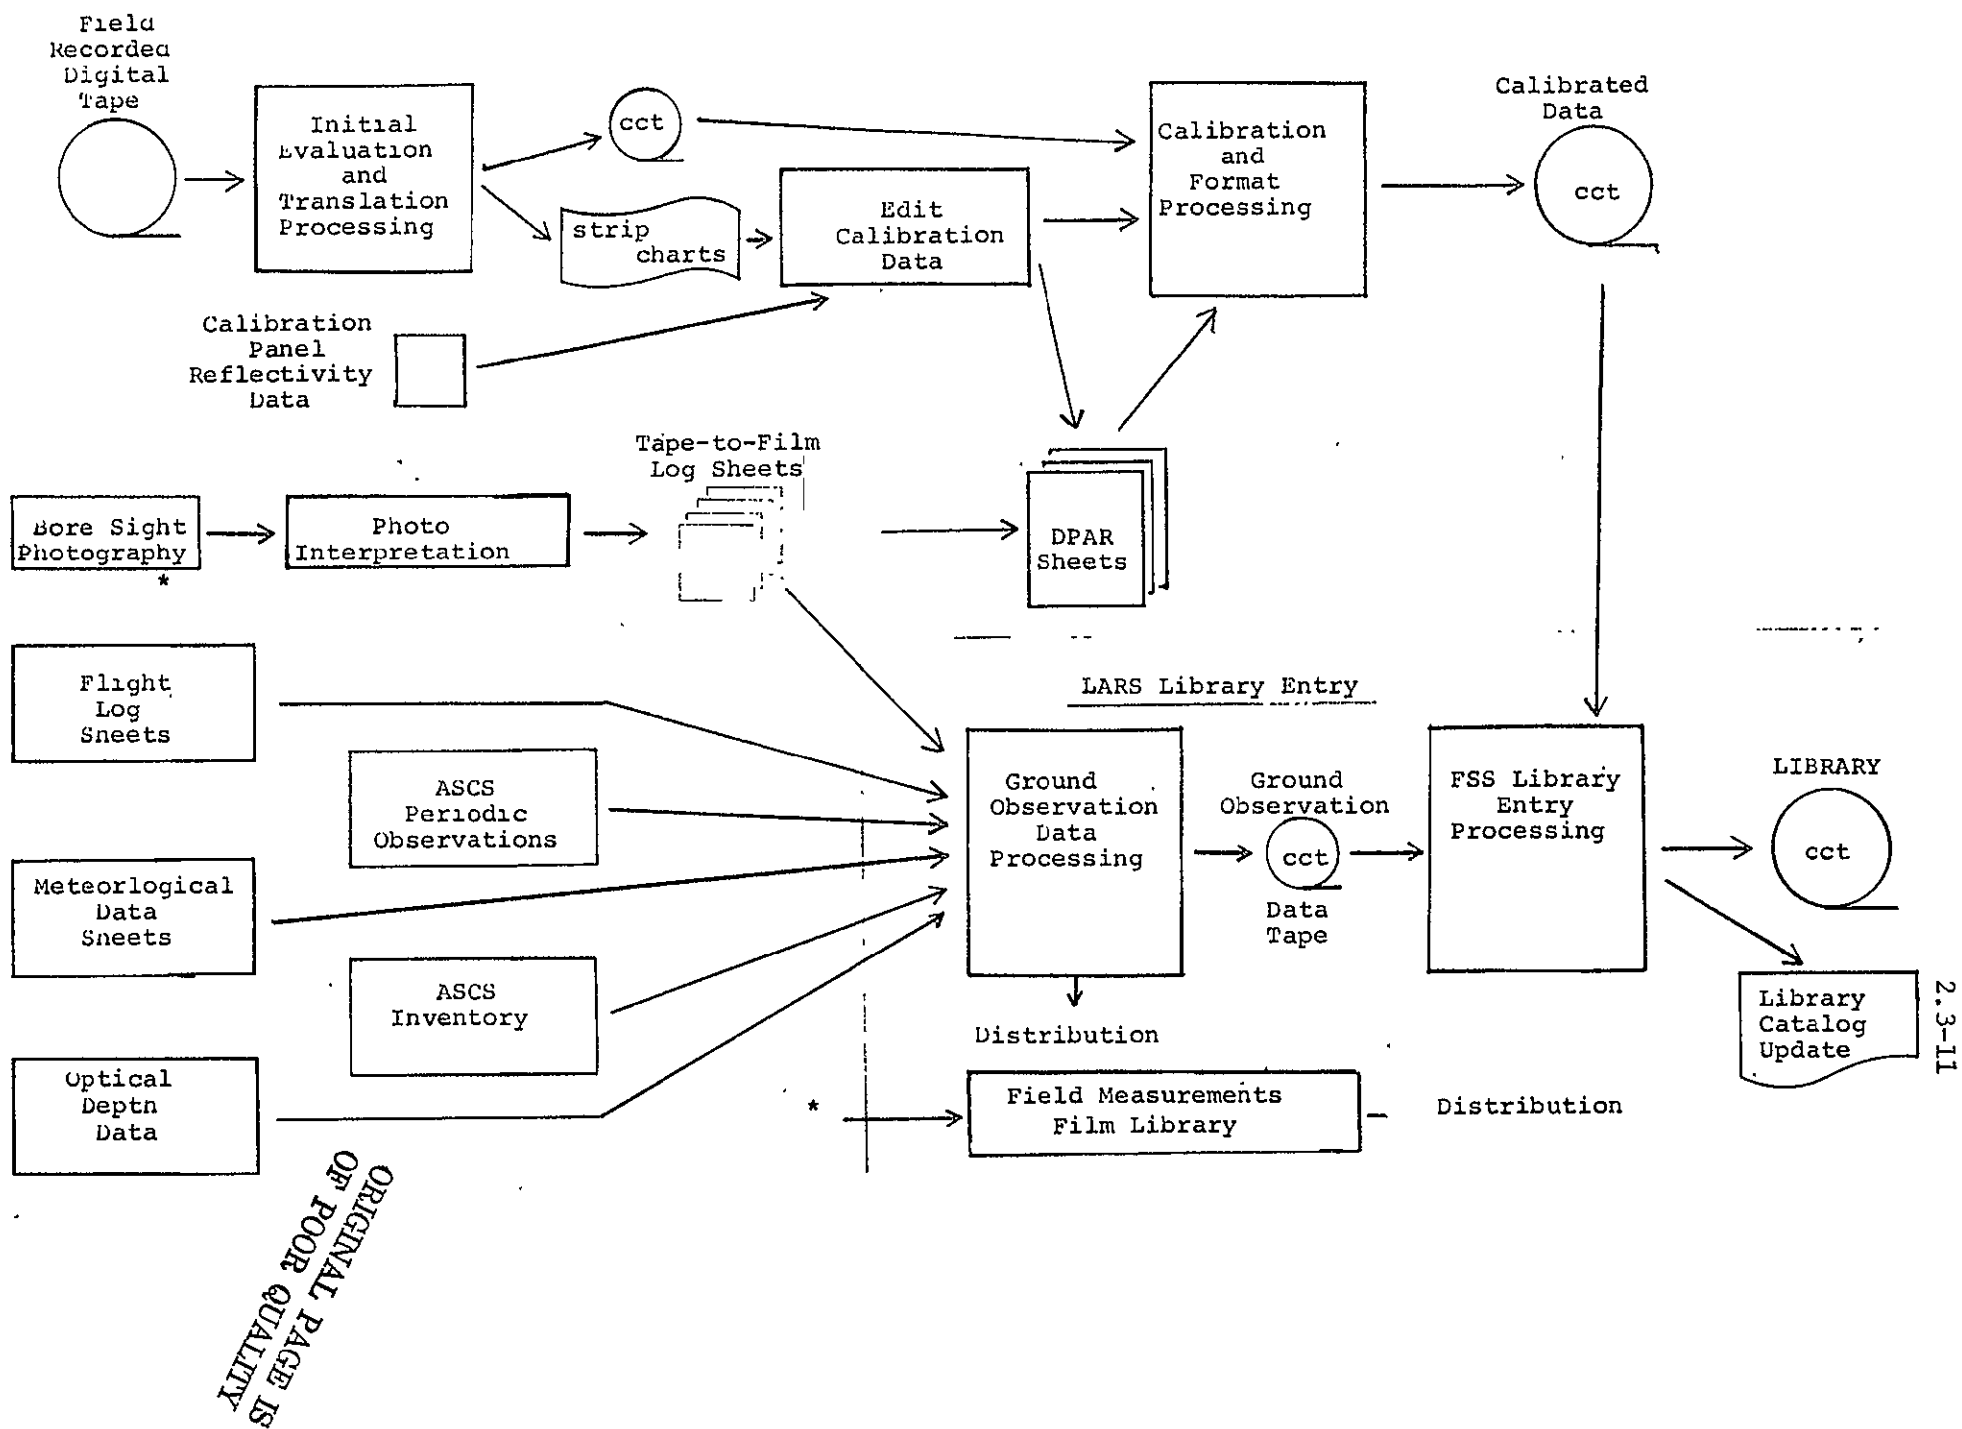 Field
Recorded
Digital
Tape
Initial
Evaluation
and
Translation
Processing
cct
strip
charts
Edit
Calibration
Data
Calibration
and
Format
Processing
Calibrated
Data
cct
Calibration
Panel
Reflectivity
Data
Tape-to-Film
Log Sheets
Bore Sight
Photography
*
Photo
Interpretation
DPAR
Sheets
Flight
Log
Sheets
LARS Library Entry
ASCS
Periodic
Observations
Ground
Observation
Data
Processing
Ground
Observation
cct
Data
Tape
FSS Library
Entry
Processing
LIBRARY
cct
Meteorlogical
Data
Sheets
ASCS
Inventory
Distribution
Library
Catalog
Update
2.3-11
Optical
Depth
Data
*
Field Measurements
Film Library
Distribution
ORIGINAL PAGE IS
OF POOR QUALITY